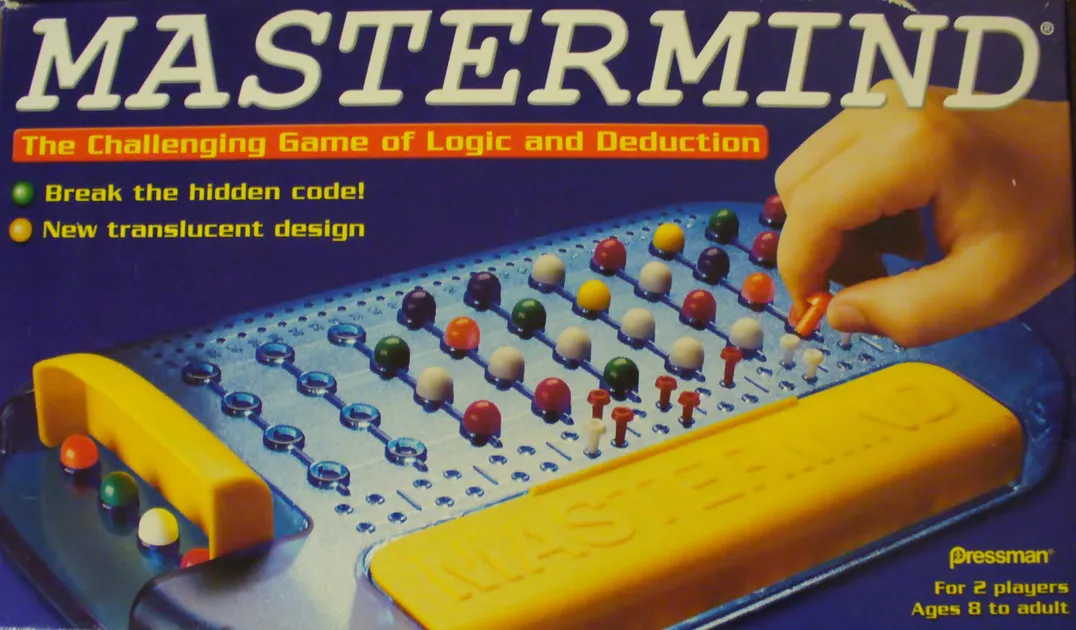 MASTERMIND®
The Challenging Game of Logic and Deduction
Break the hidden code!
New translucent design
MASTERMIND
Pressman®
For 2 players
Ages 8 to adult